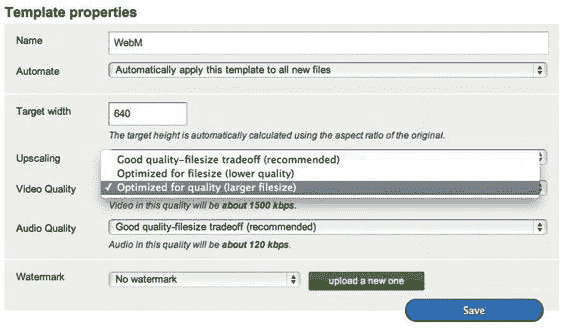 Template properties
Name
WebM
Automate
Automatically apply this template to all new files
Target width
640
The target height is automatically calculated using the aspect ratio of the original.
Upscaling
Good quality-filesize tradeoff (recommended)
Optimized for filesize (lower quality)
Video Quality
✓ Optimized for quality (larger filesize)
Video in this quality will be about 1500 kbps.
Audio Quality
Good quality-filesize tradeoff (recommended)
Audio in this quality will be about 120 kbps.
Watermark
No watermark
upload a new one
Save